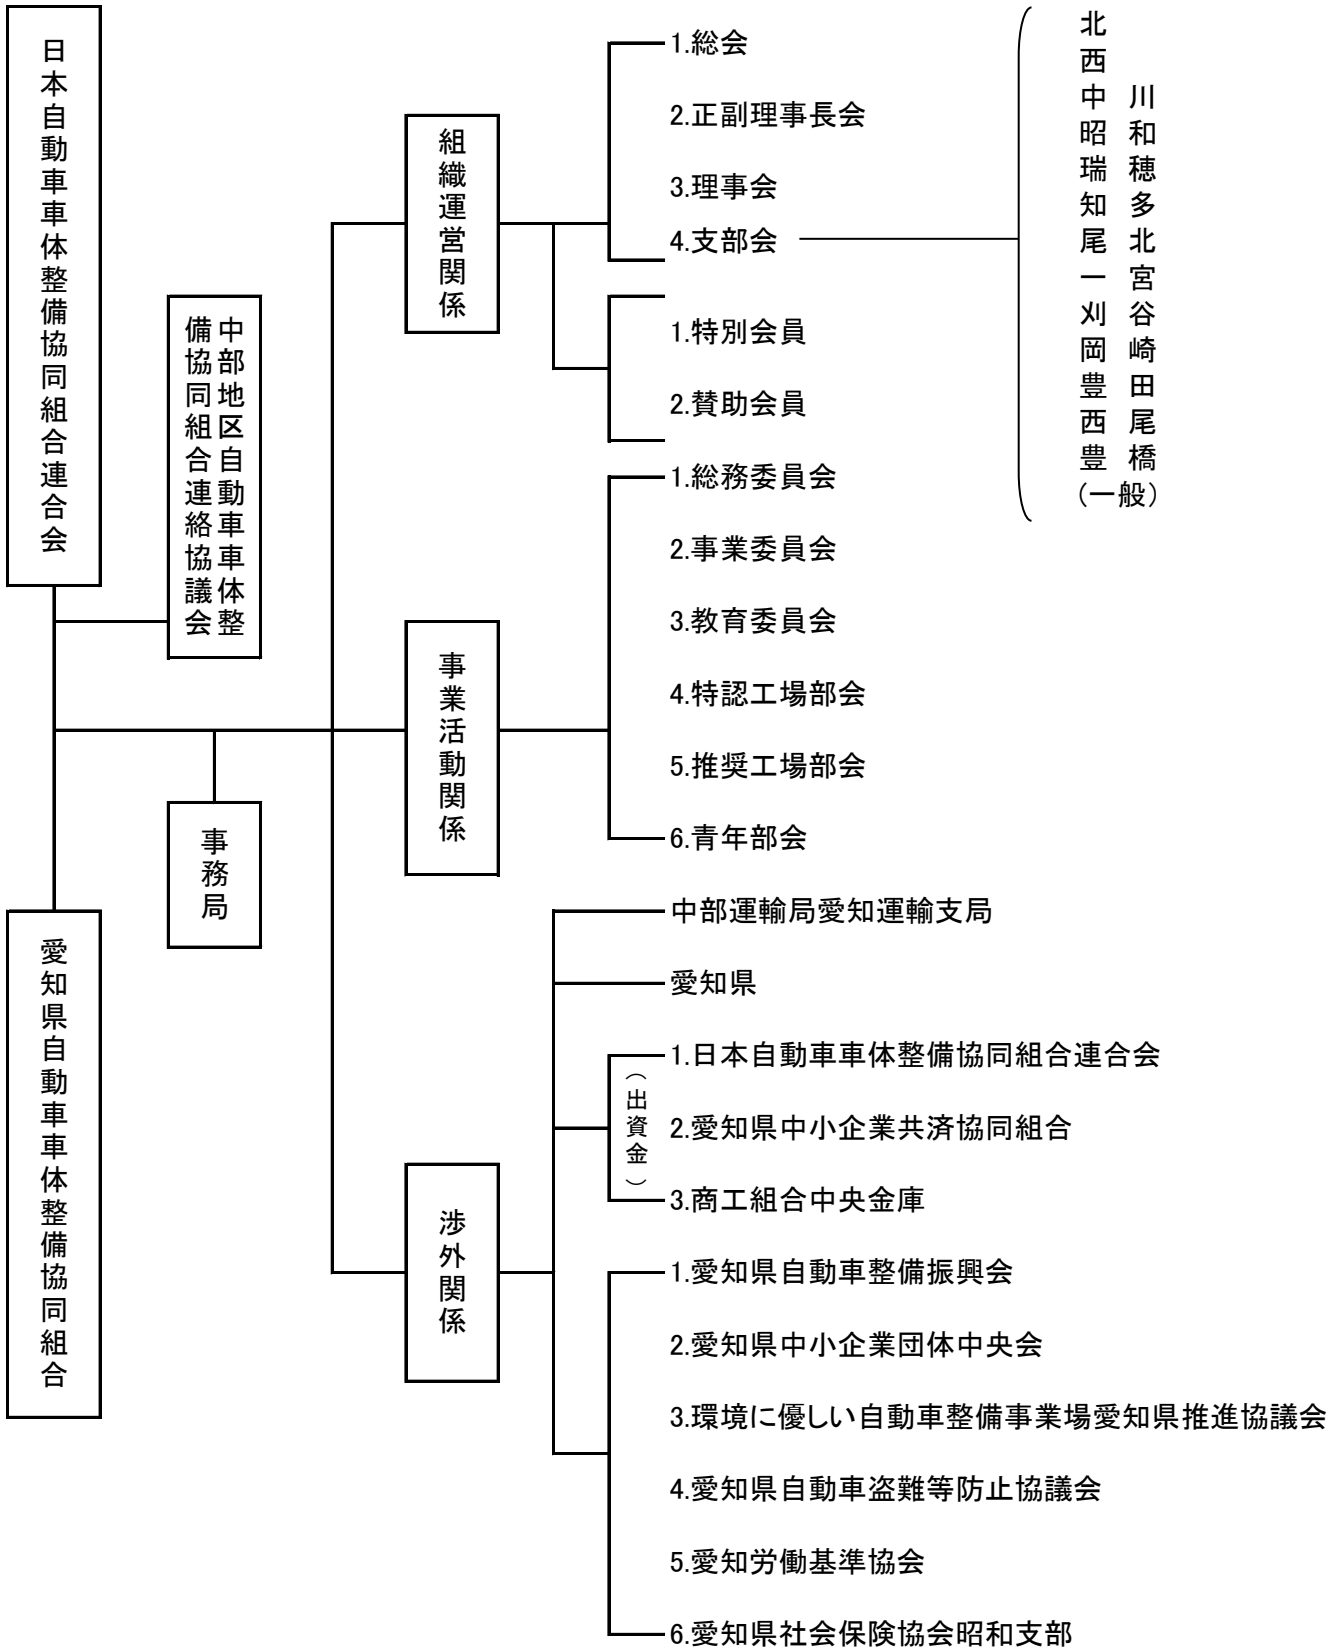 日本自動車車体整備協同組合連合会
中部地区自動車車体整
備協同組合連絡協議会
事務局
愛知県自動車車体整備協同組合
組織運営関係
1.総会
2.正副理事長会
3.理事会
4.支部会
北
西
中川
昭和
瑞穂
知多
尾北
一宮
刈谷
岡崎
豊田
西尾
豊橋
(一般)
1.特別会員
2.賛助会員
事業活動関係
1.総務委員会
2.事業委員会
3.教育委員会
4.特認工場部会
5.推奨工場部会
6.青年部会
渉外関係
中部運輸局愛知運輸支局
愛知県
(出資金)
1.日本自動車車体整備協同組合連合会
2.愛知県中小企業共済協同組合
3.商工組合中央金庫
1.愛知県自動車整備振興会
2.愛知県中小企業団体中央会
3.環境に優しい自動車整備事業場愛知県推進協議会
4.愛知県自動車盗難等防止協議会
5.愛知労働基準協会
6.愛知県社会保険協会昭和支部